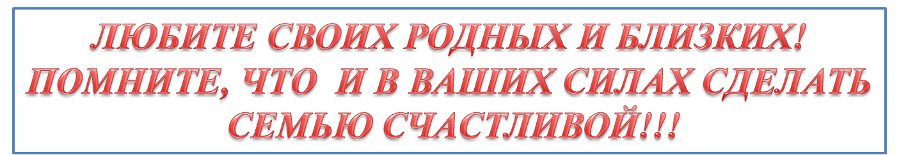 ЛЮБИТЕ СВОИХ РОДНЫХ И БЛИЗКИХ!
ПОМНИТЕ, ЧТО И В ВАШИХ СИЛАХ СДЕЛАТЬ
СЕМЬЮ СЧАСТЛИВОЙ!!!